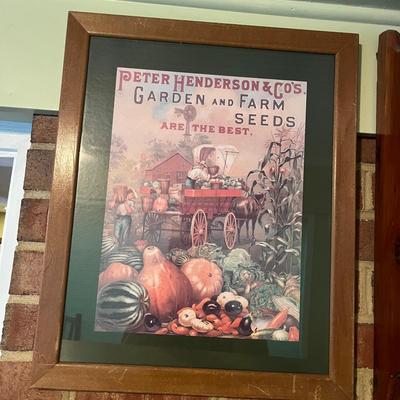 PETER HENDERSON & CO'S.
GARDEN AND FARM
SEEDS
ARE THE BEST.